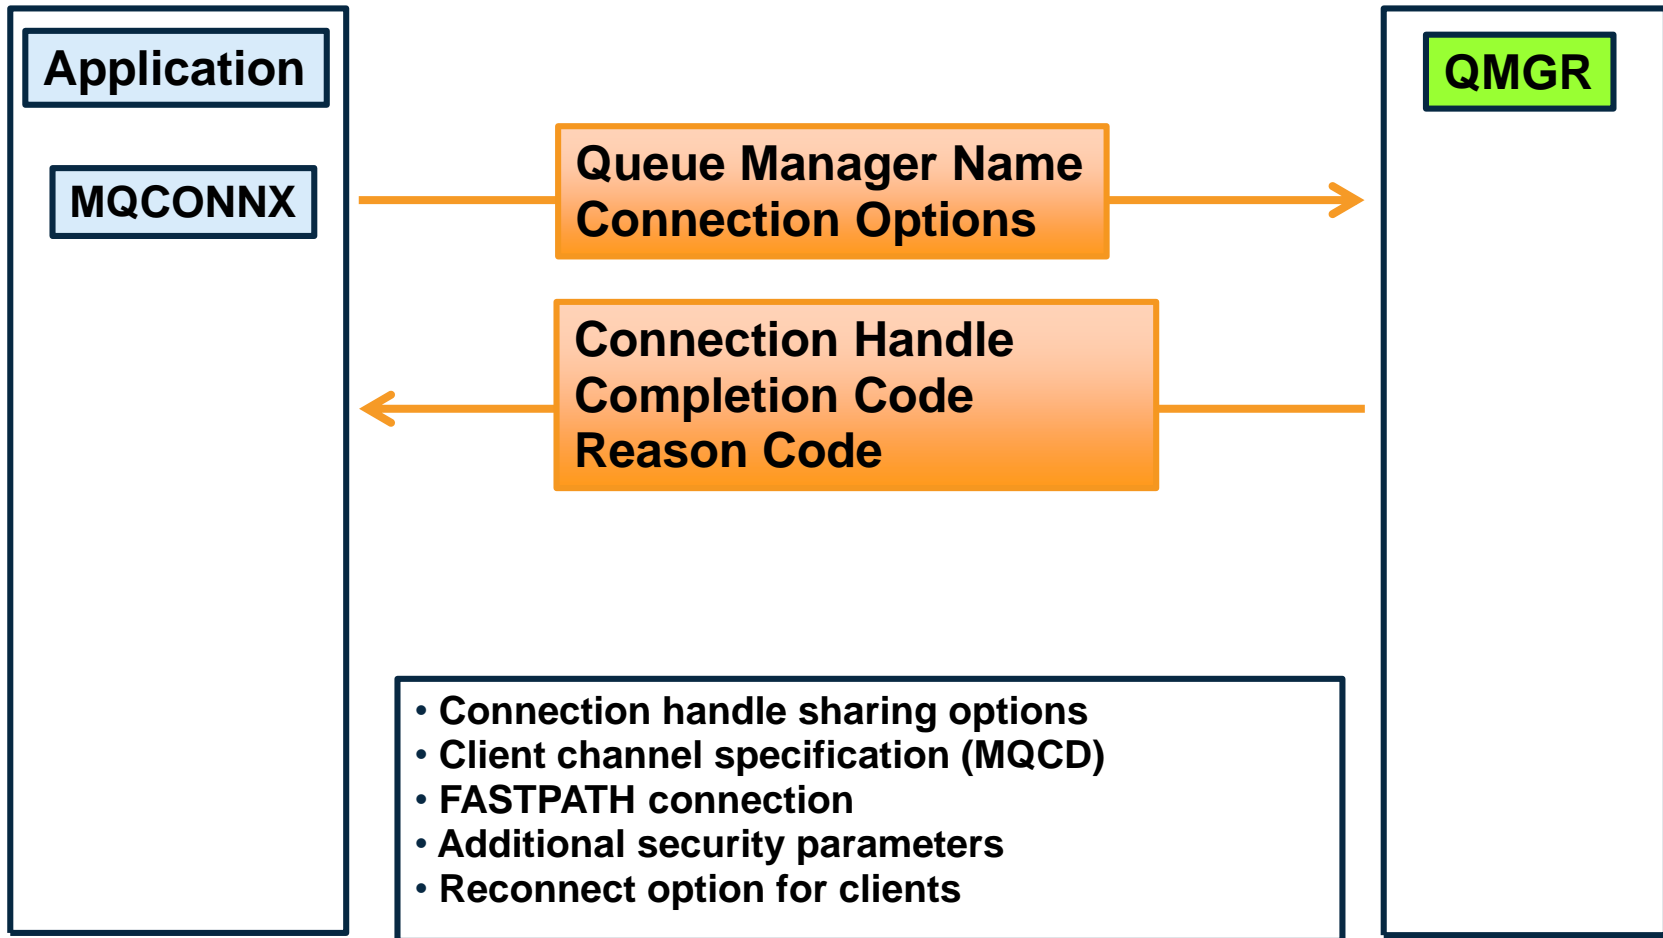 Application
QMGR
MQCONNX
Queue Manager Name
Connection Options
Connection Handle
Completion Code
Reason Code
• Connection handle sharing options
• Client channel specification (MQCD)
• FASTPATH connection
• Additional security parameters
• Reconnect option for clients